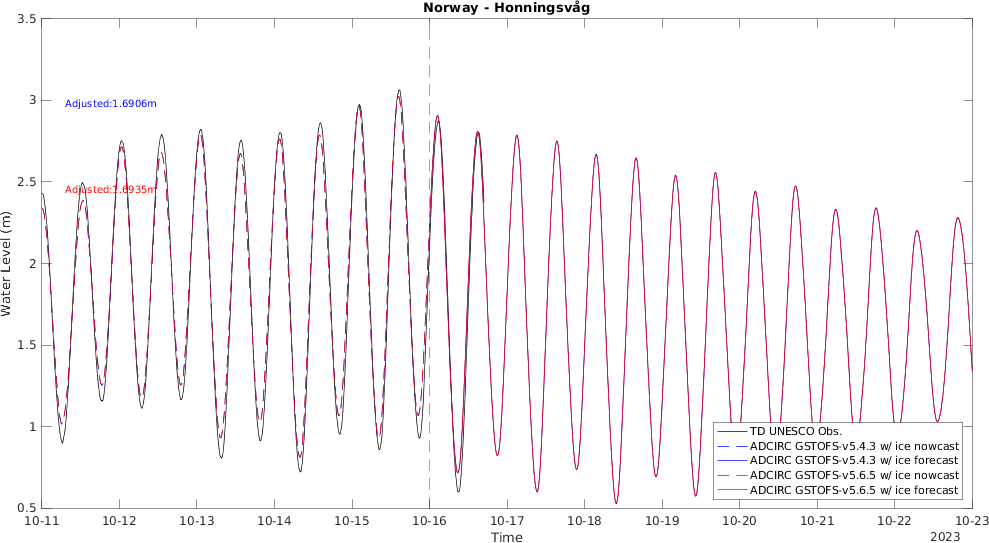 Norway - Honningsvåg
3.5
3
2.5
2
1.5
1
0.5
Water Level (m)
Adjusted:1.6906m
Adjusted:1.6935m
TD UNESCO Obs.
ADCIRC GSTOFS-v5.4.3 w/ ice nowcast
ADCIRC GSTOFS-v5.4.3 w/ ice forecast
ADCIRC GSTOFS-v5.6.5 w/ ice nowcast
ADCIRC GSTOFS-v5.6.5 w/ ice forecast
10-11 10-12 10-13 10-14 10-15 10-16 10-17 10-18 10-19 10-20 10-21 10-22 10-23
Time
2023